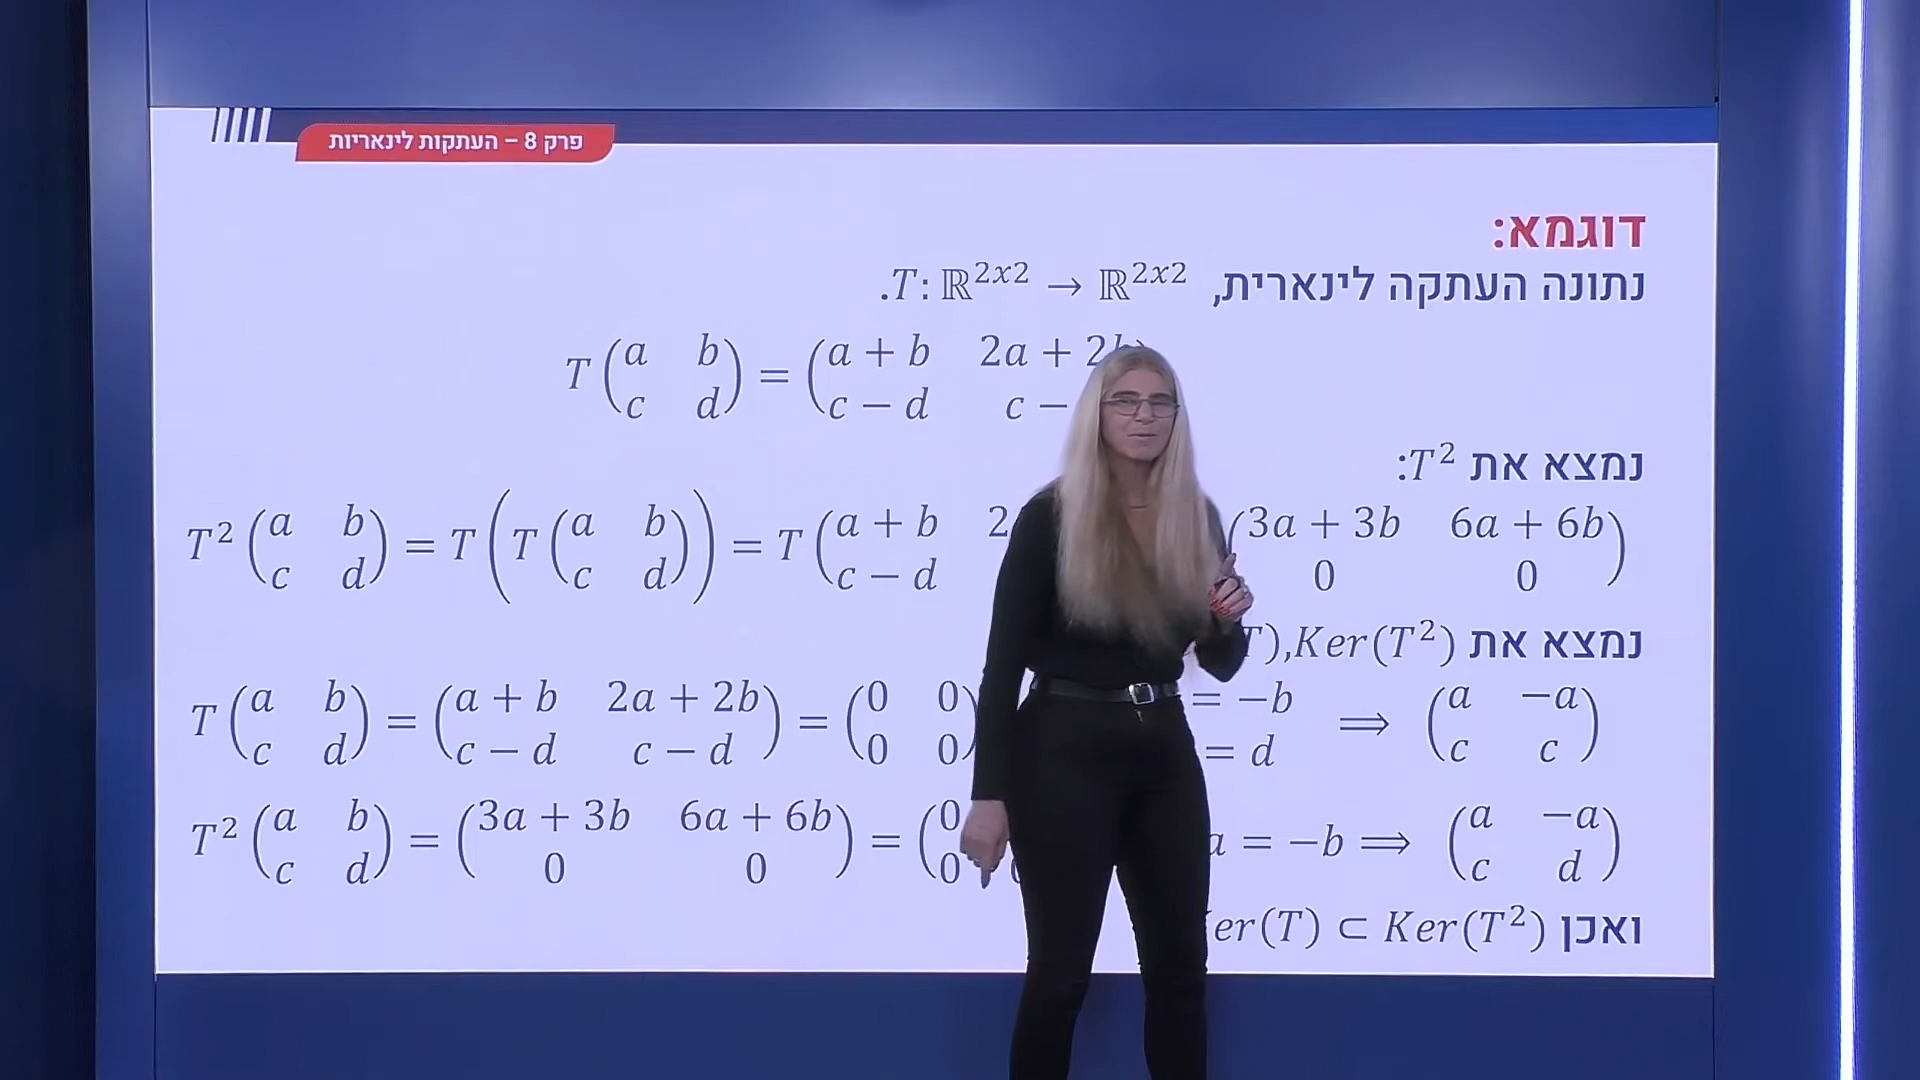 פרק 8 – העתקות לינאריות
דוגמא:
נתונה העתקה לינארית, T: ℝ^{2x2} → ℝ^{2x2}.
T(a b; c d) = (a + b 2a + 2b; c − d c −
נמצא את T²:
T²(a b; c d) = T(T(a b; c d)) = T(a + b 2; c − d (3a + 3b 6a + 6b; 0 0)
נמצא את T),Ker(T²)
T(a b; c d) = (a + b 2a + 2b; c − d c − d) = (0 0; 0 0) = −b = d ⟹ (a −a; c c)
T²(a b; c d) = (3a + 3b 6a + 6b; 0 0) = (0 0 a = −b ⟹ (a −a; c d)
ואכן Ker(T) ⊂ Ker(T²)